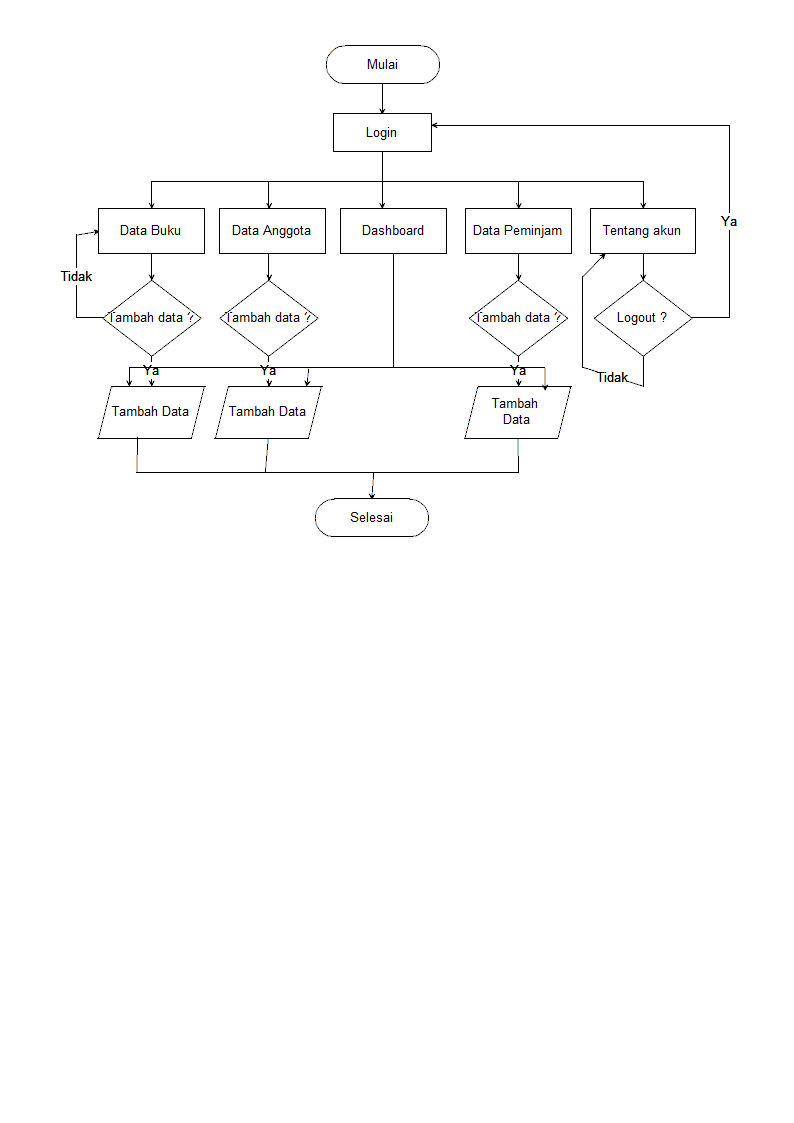 Mulai
Login
Ya
Data Buku
Data Anggota
Dashboard
Data Peminjam
Tentang akun
Tidak
Tambah data ?
Tambah data ?
Tambah data ?
Logout ?
Ya
Ya
Ya
Tidak
Tambah Data
Tambah Data
Tambah
Data
Selesai